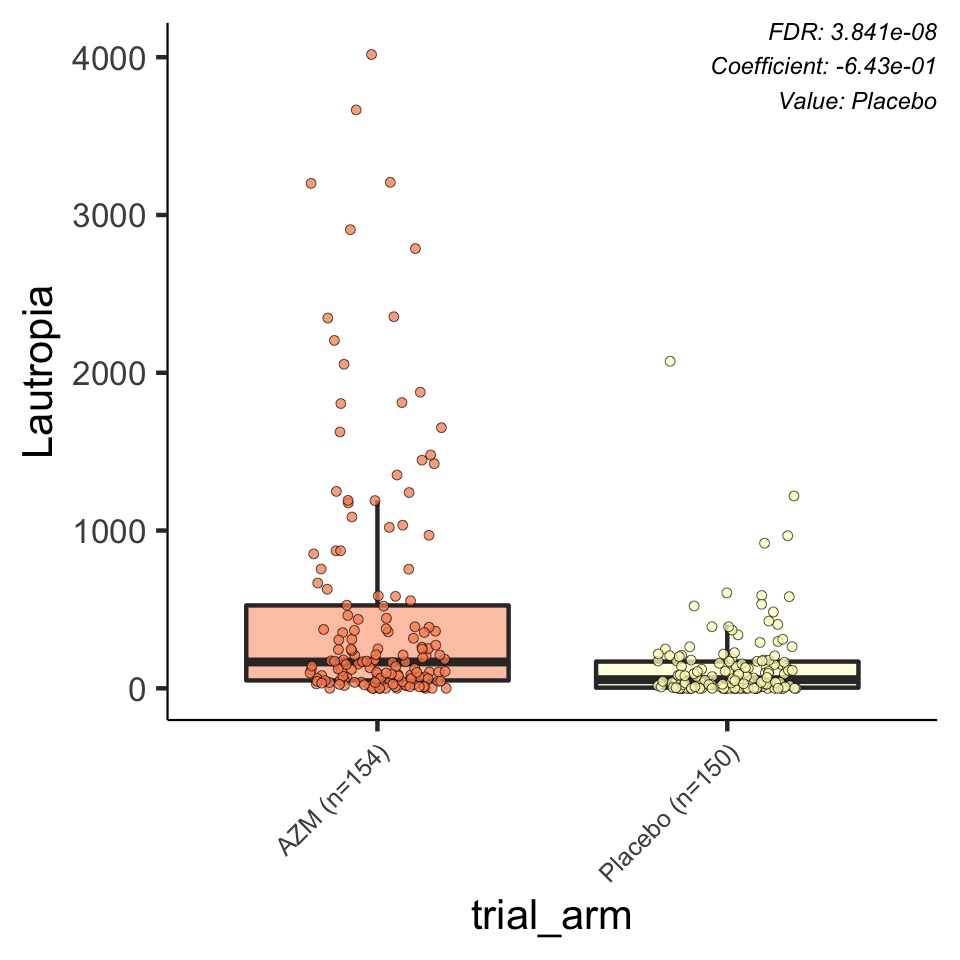 FDR: 3.841e-08
Coefficient: -6.43e-01
Value: Placebo
4000
3000
2000
1000
0
Lautropia
AZM (n=154)
Placebo (n=150)
trial_arm